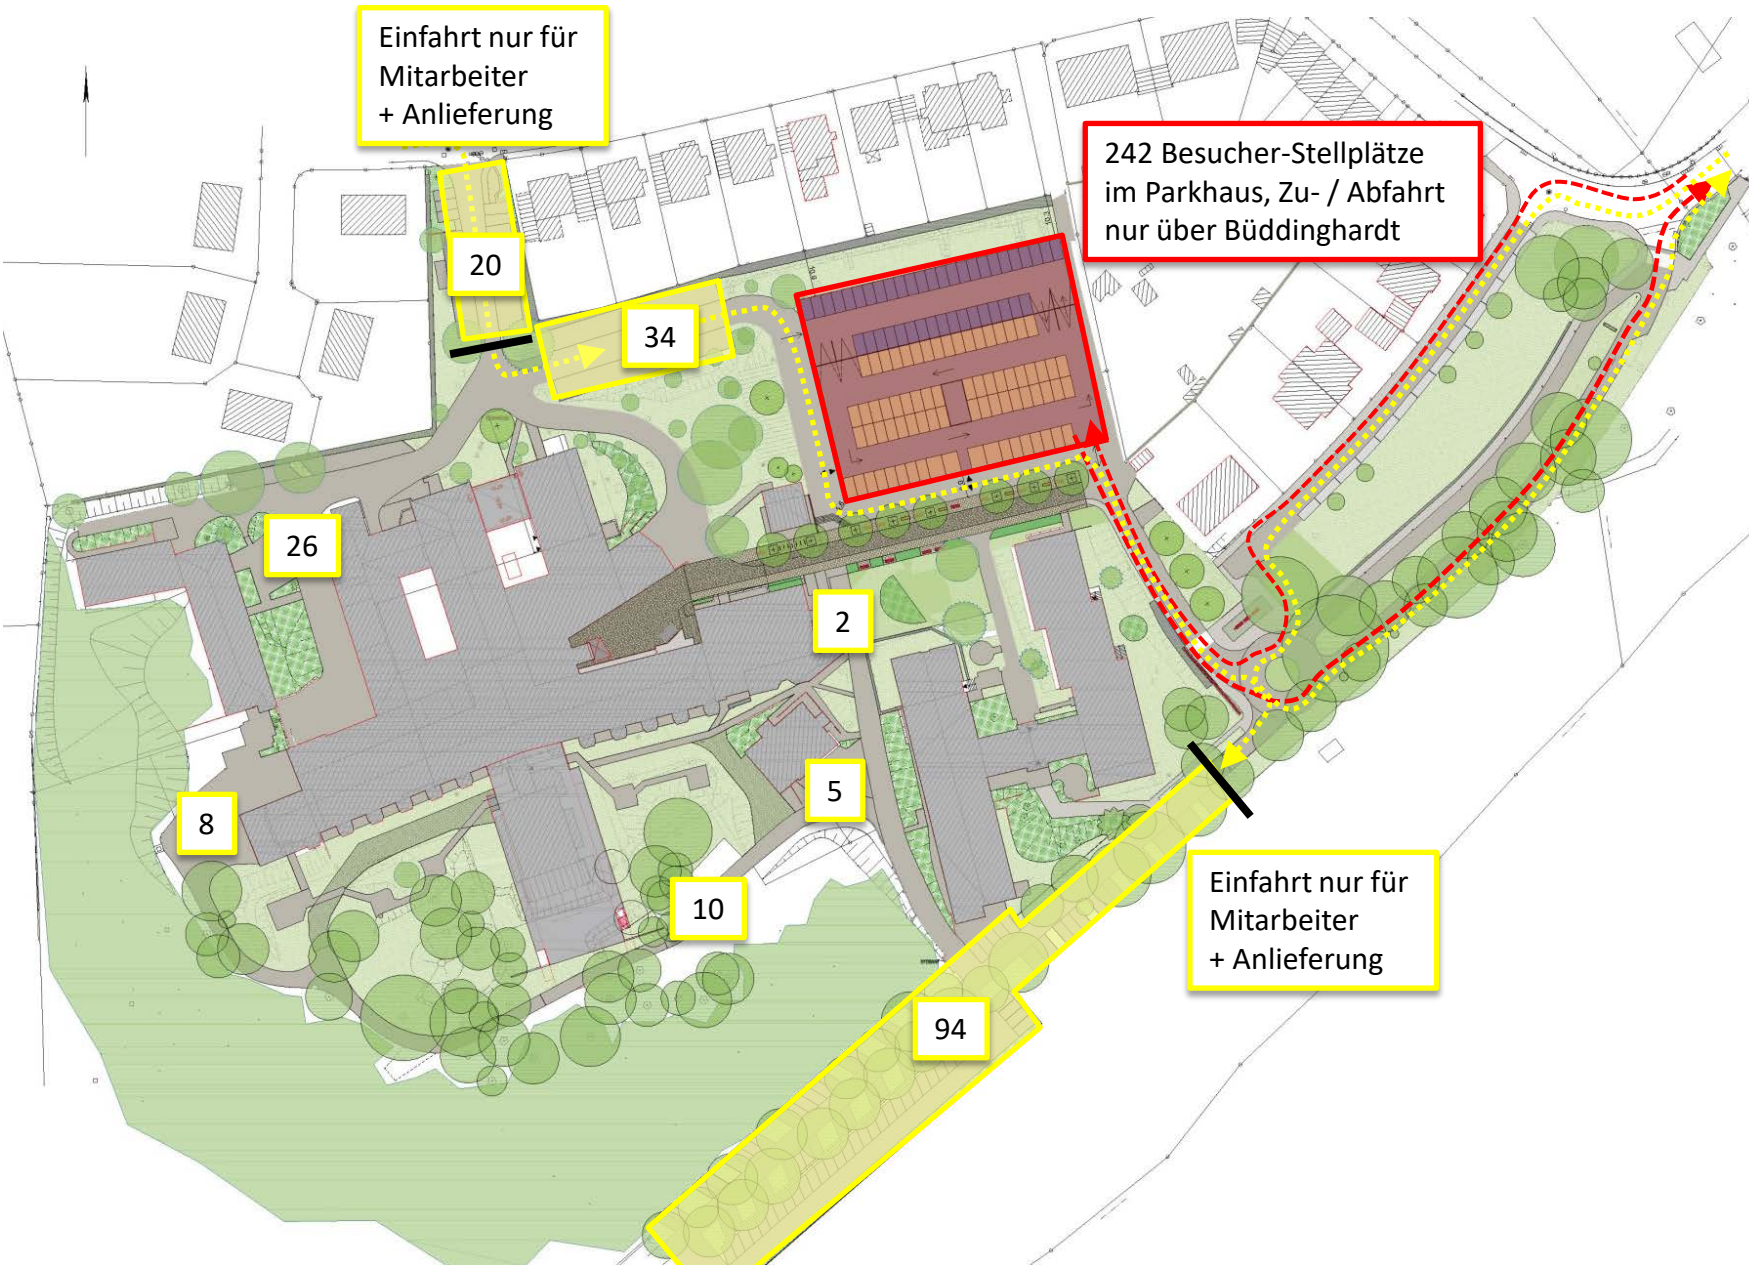 Einfahrt nur für
Mitarbeiter
+ Anlieferung
242 Besucher-Stellplätze
im Parkhaus, Zu- / Abfahrt
nur über Büddinghardt
20
34
26
2
5
8
10
Einfahrt nur für
Mitarbeiter
+ Anlieferung
94